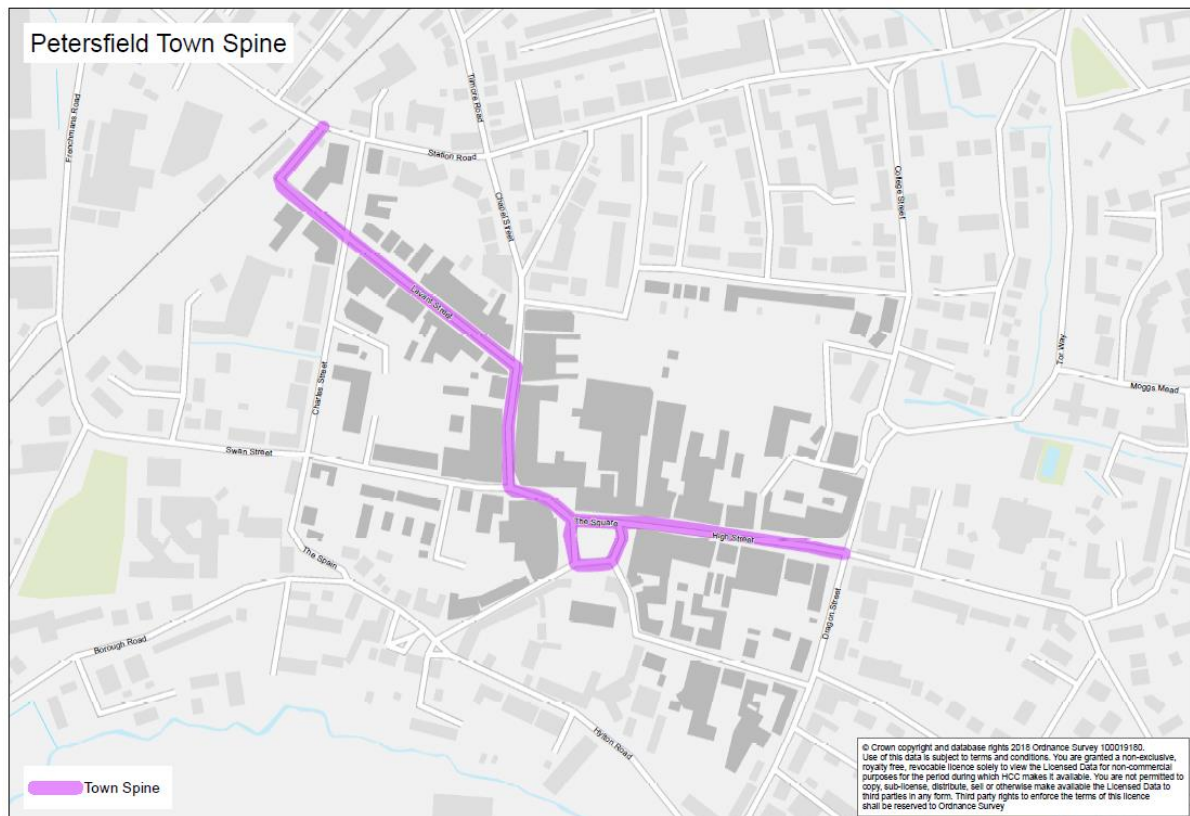 Petersfield Town Spine
Frenchmans Road
Tilmore Road
Station Road
Chapel Street
College Street
Lavant Street
Tor Way
Moggs Mead
Charles Street
Swan Street
The Square
High Street
The Spain
Dragon Street
Borough Road
Hylton Road
Town Spine
© Crown copyright and database rights 2018 Ordnance Survey 100019180.
Use of this data is subject to terms and conditions. You are granted a non-exclusive,
royalty free, revocable licence solely to view the Licensed Data for non-commercial
purposes for the period during which HCC makes it available. You are not permitted to
copy, sub-license, distribute, sell or otherwise make available the Licensed Data to
third parties in any form. Third party rights to enforce the terms of this licence
shall be reserved to Ordnance Survey